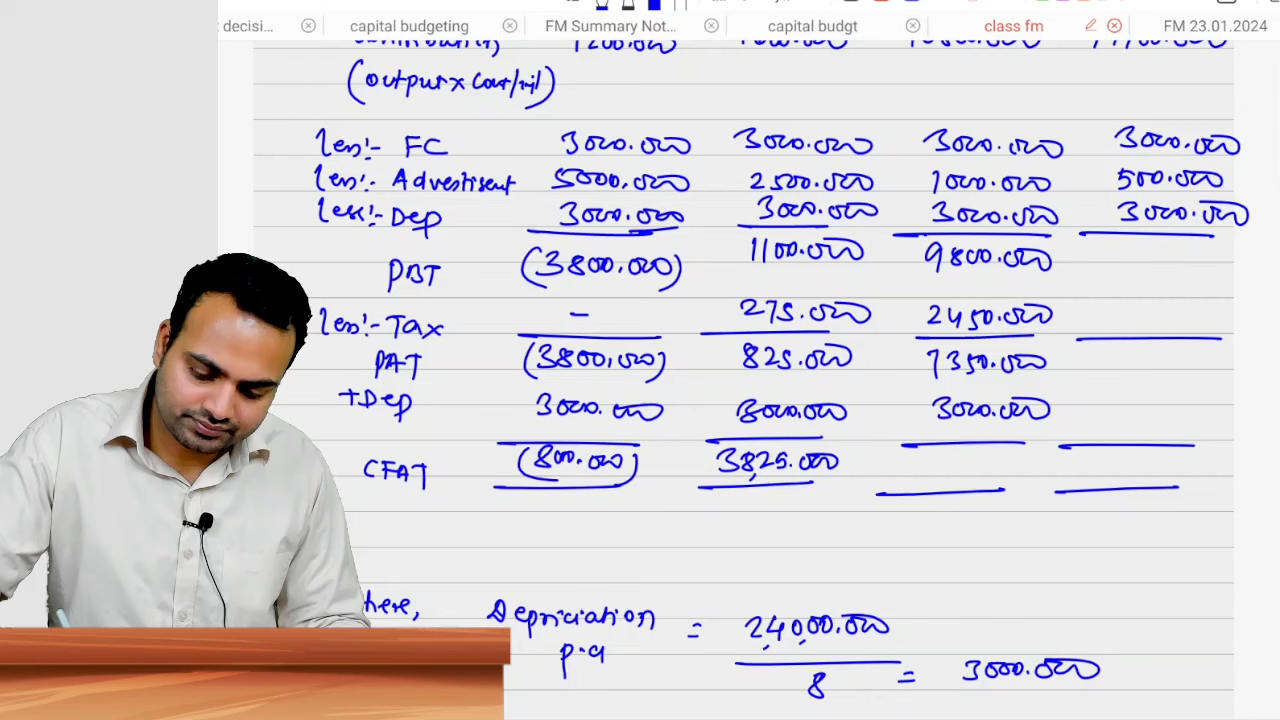 decisi... capital budgeting FM Summary Not... capital budgt class fm FM 23.01.2024
(output x Cont/unit)
less:- FC 3000.000 3000.000 3000.000 3000.000
less:- Advertisent 5000.000 2500.000 1000.000 500.000
less:- Dep 3000.000 3000.000 3000.000 3000.000
PBT (3800.000) 1100.000 9800.000
less:- Tax - 275.000 2450.000
PAT (3800.000) 825.000 7350.000
+Dep 3000.000 3000.000 3000.000
CFAT (800.000) 3825.000
here, Depriciation = 24000.000
p.a
8 = 3000.000